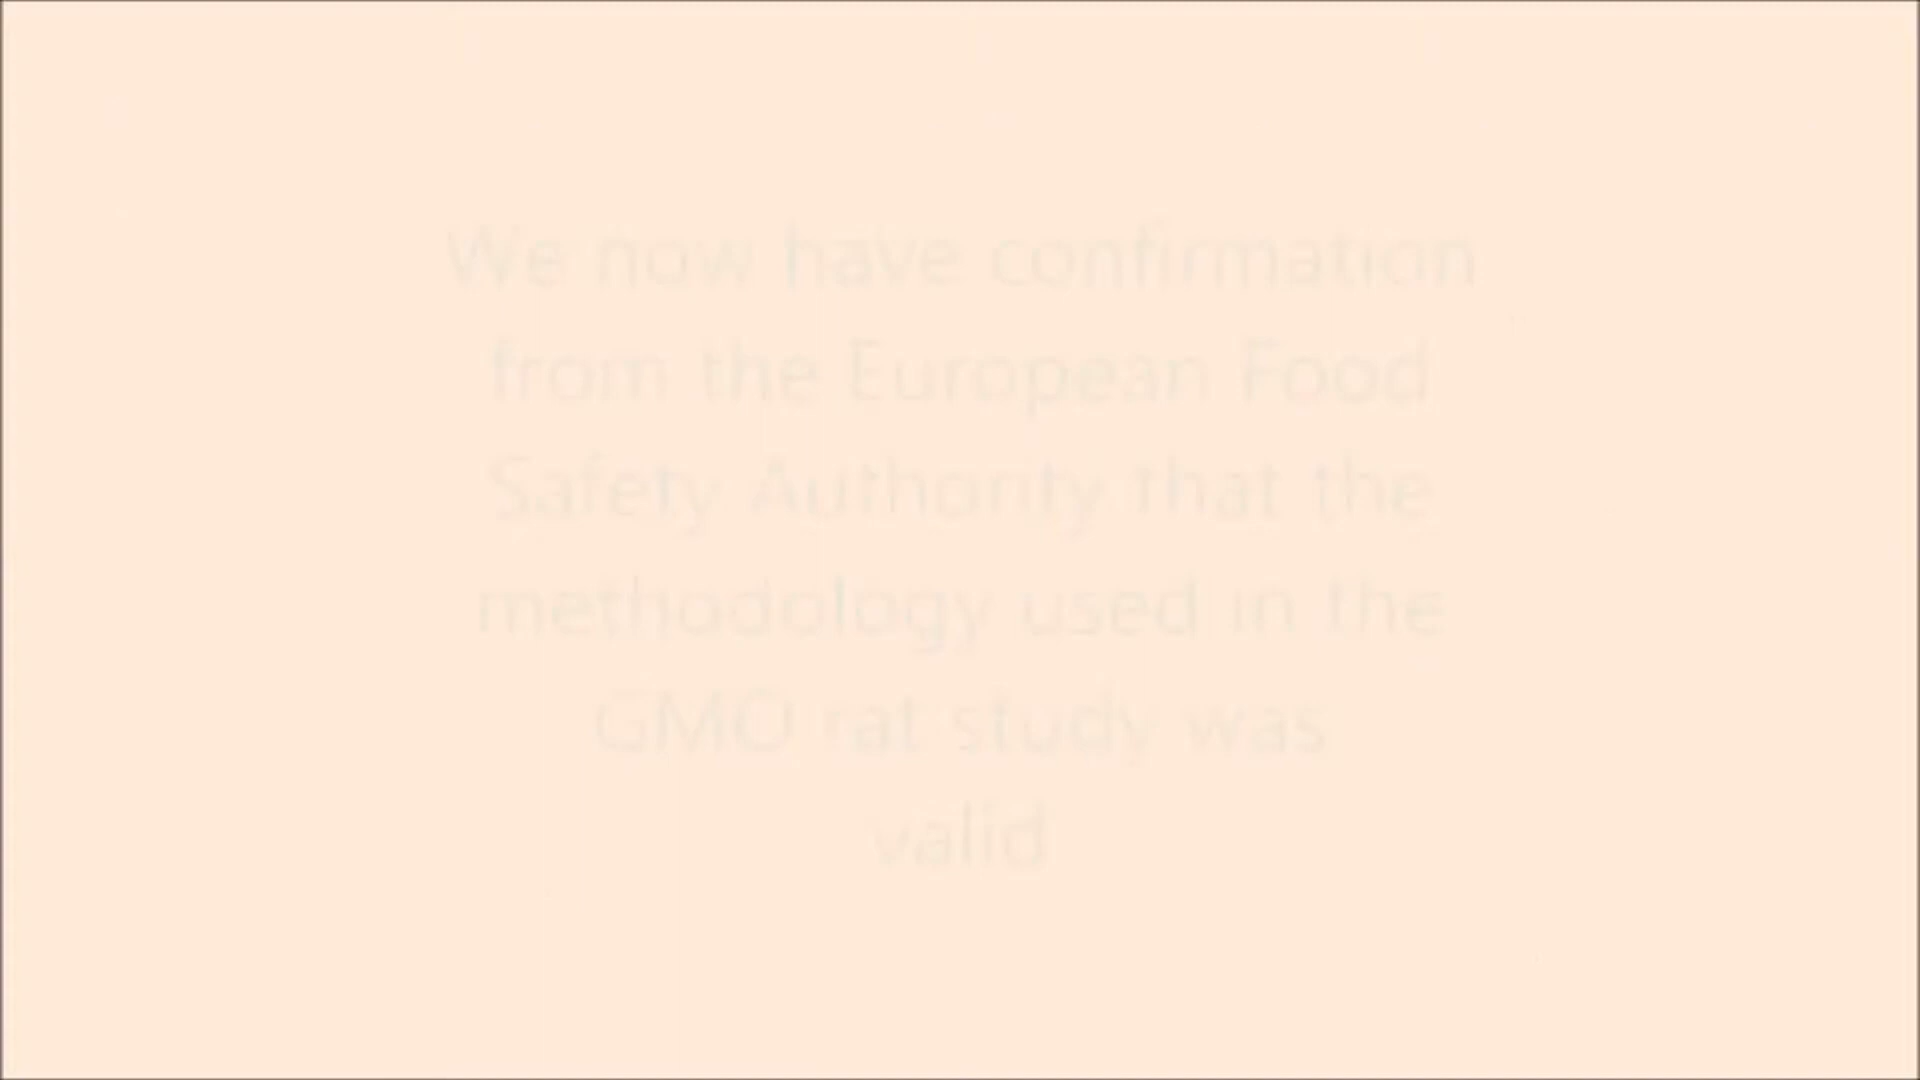 We now have confirmation
from the European Food
Safety Authority that the
methodology used in the
GMO rat study was
valid